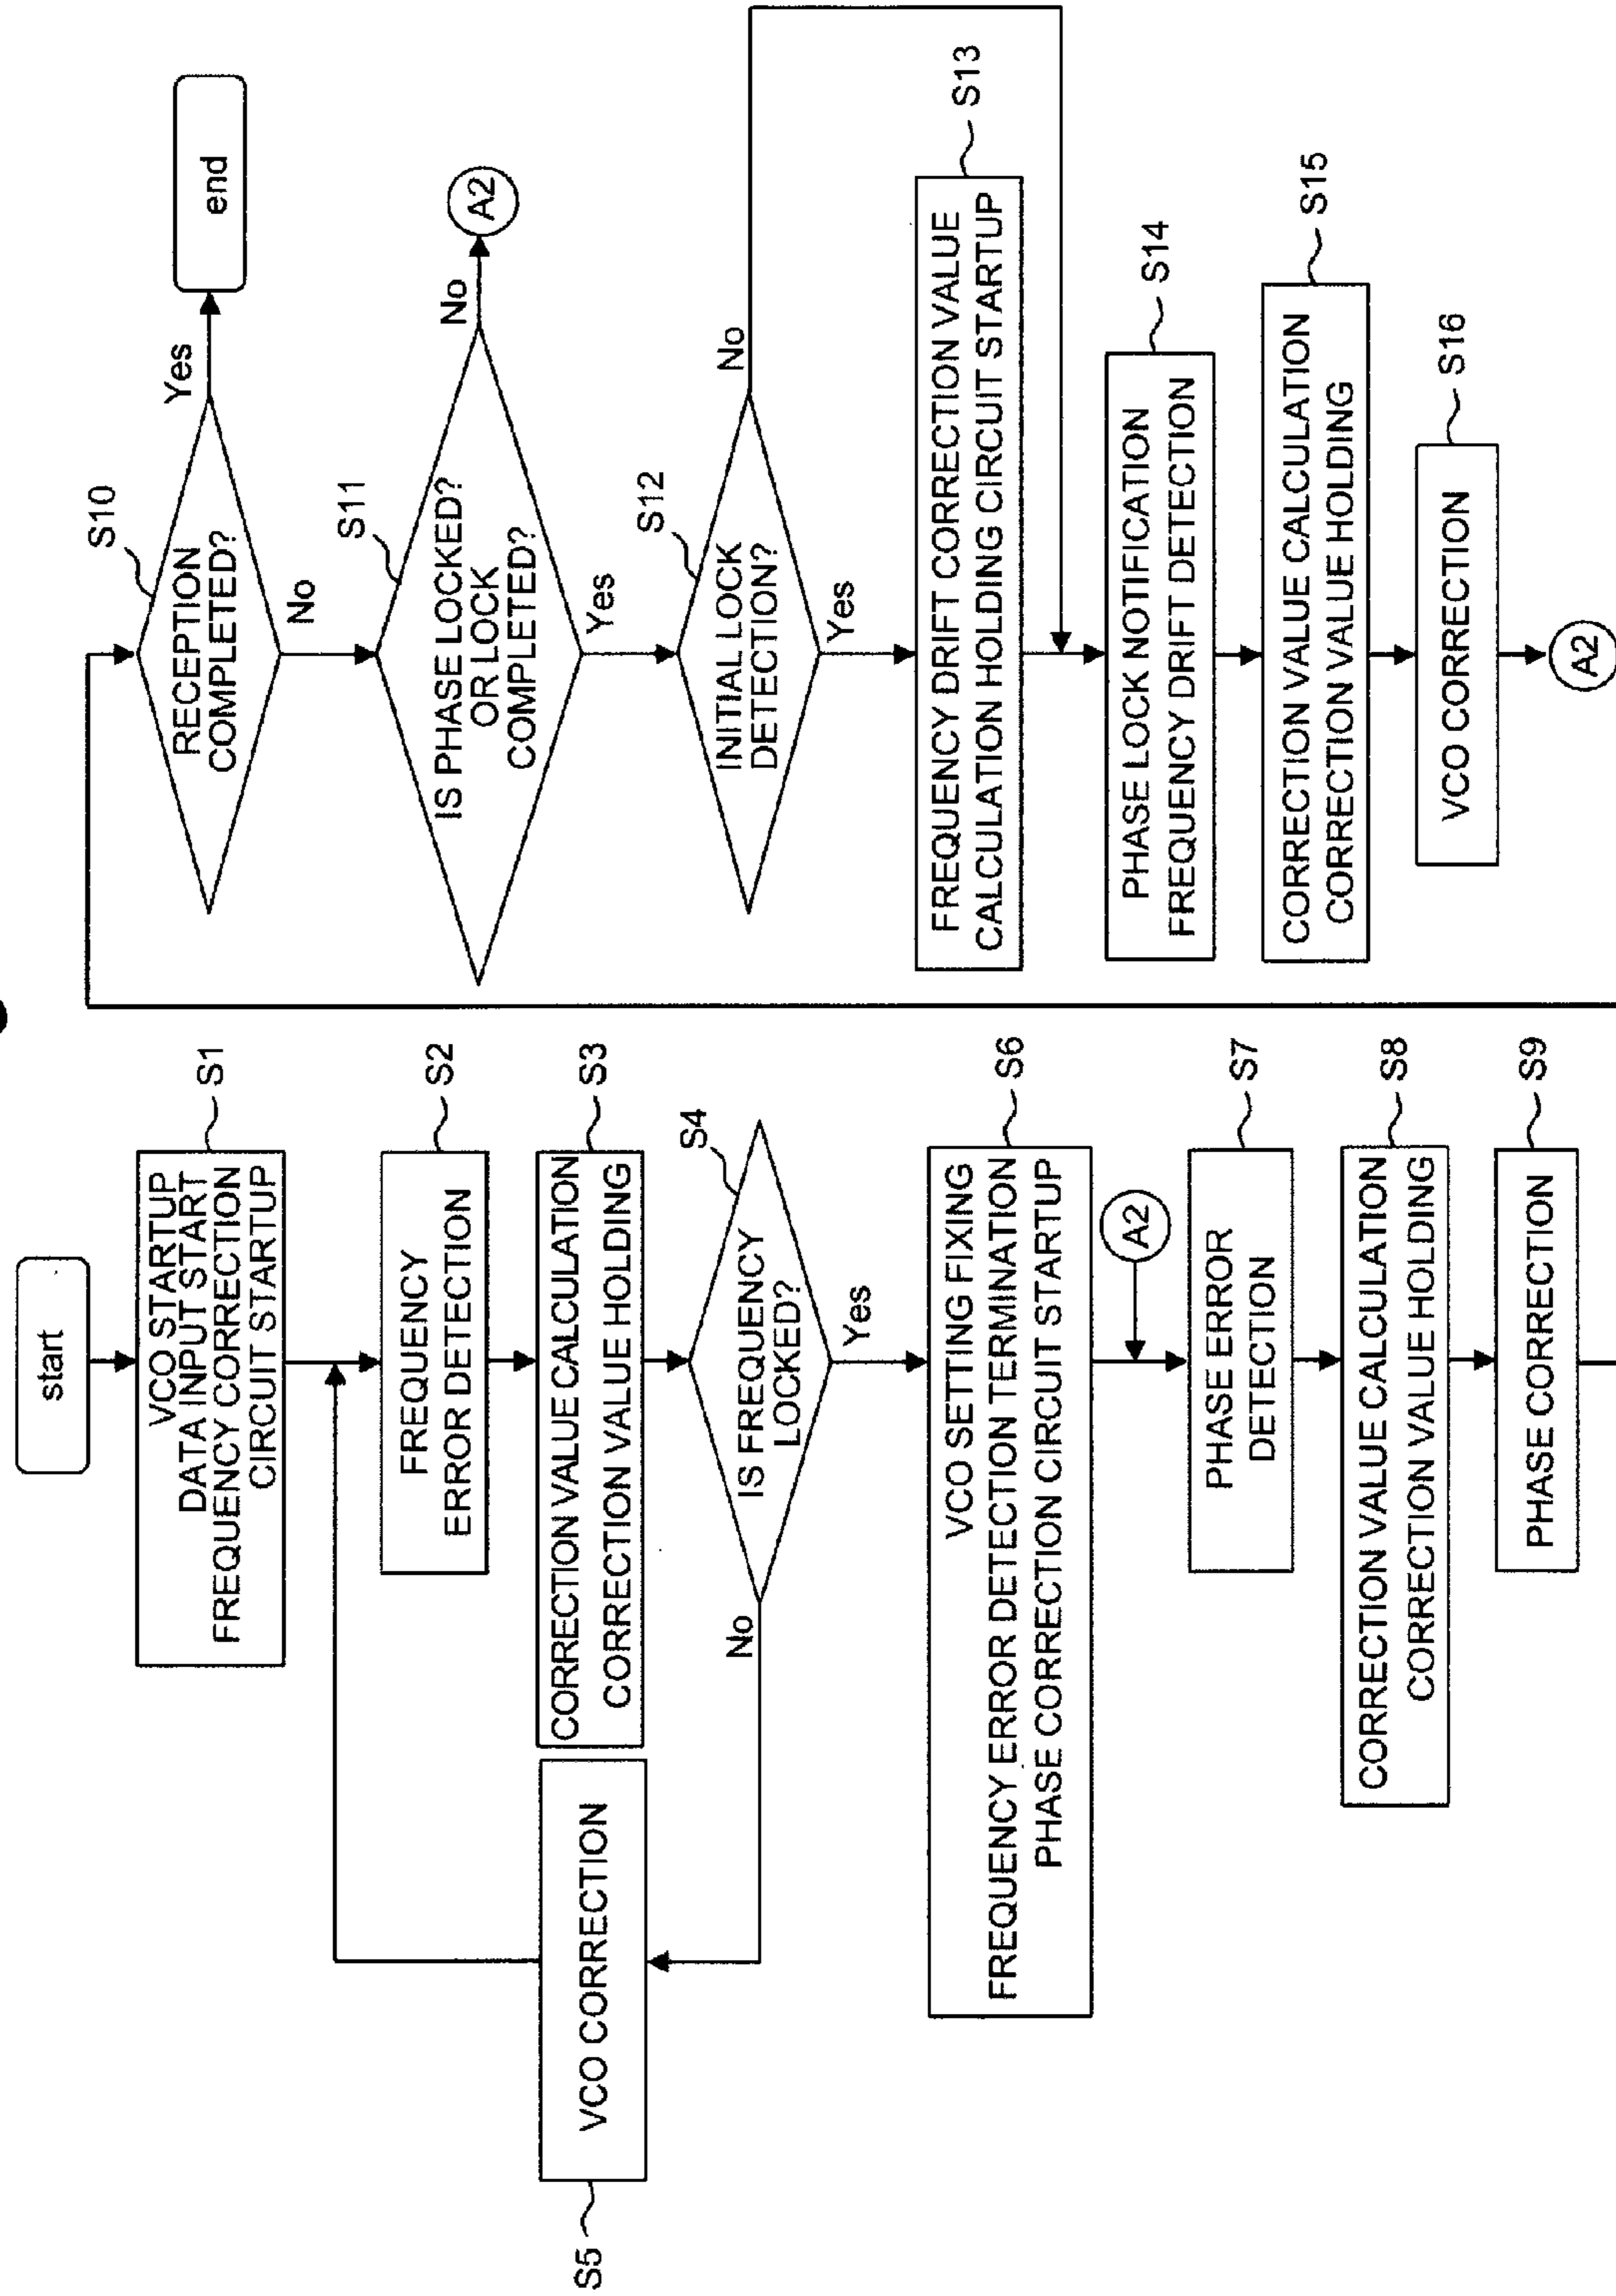 start
VCO STARTUP
DATA INPUT START
FREQUENCY CORRECTION
CIRCUIT STARTUP
S1
FREQUENCY
ERROR DETECTION
S2
CORRECTION VALUE CALCULATION
CORRECTION VALUE HOLDING
S3
IS FREQUENCY
LOCKED?
S4
No
Yes
VCO CORRECTION
S5
VCO SETTING FIXING
FREQUENCY ERROR DETECTION TERMINATION
PHASE CORRECTION CIRCUIT STARTUP
S6
A2
PHASE ERROR
DETECTION
S7
CORRECTION VALUE CALCULATION
CORRECTION VALUE HOLDING
S8
PHASE CORRECTION
S9
RECEPTION
COMPLETED?
S10
Yes
end
No
IS PHASE LOCKED?
OR LOCK
COMPLETED?
S11
No
A2
Yes
INITIAL LOCK
DETECTION?
S12
No
Yes
FREQUENCY DRIFT CORRECTION VALUE
CALCULATION HOLDING CIRCUIT STARTUP
S13
PHASE LOCK NOTIFICATION
FREQUENCY DRIFT DETECTION
S14
CORRECTION VALUE CALCULATION
CORRECTION VALUE HOLDING
S15
VCO CORRECTION
S16
A2